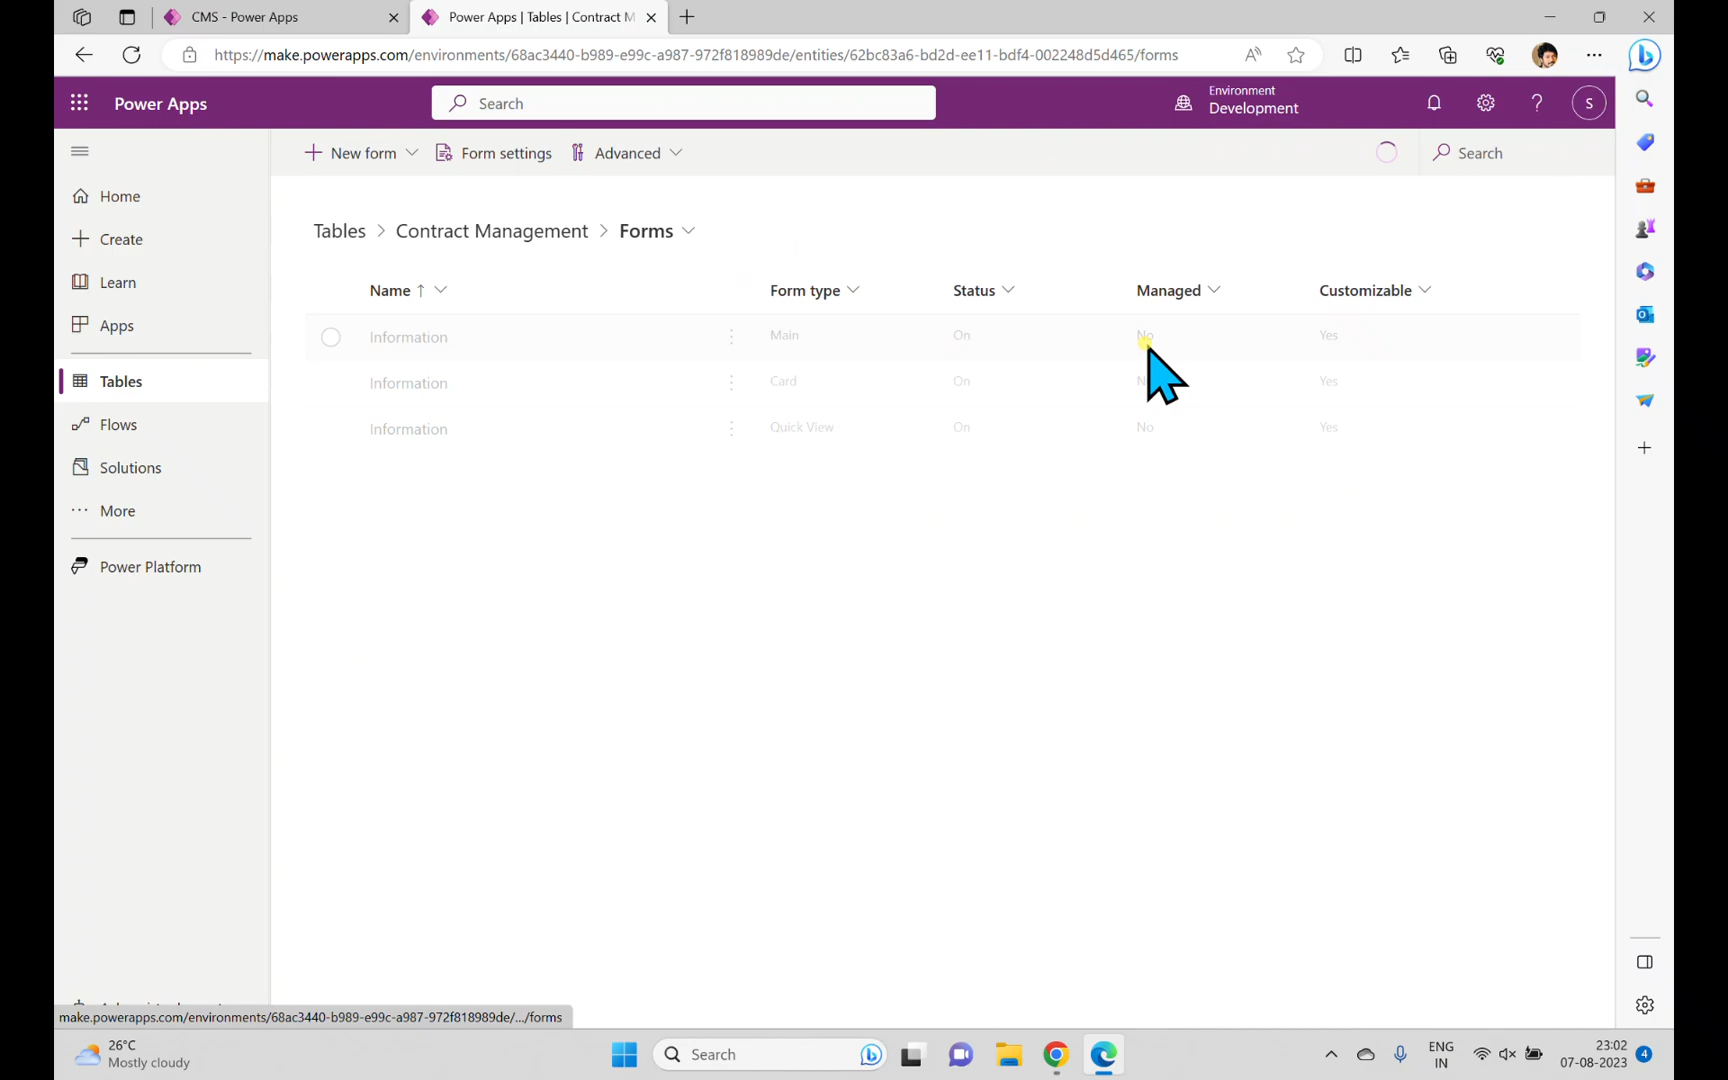 CMS - Power Apps
Power Apps | Tables | Contract M
https://make.powerapps.com/environments/68ac3440-b989-e99c-a987-972f818989de/entities/62bc83a6-bd2d-ee11-bdf4-002248d5d465/forms
Power Apps
Search
Environment
Development
S
New form
Form settings
Advanced
Search
Home
Create
Learn
Apps
Tables
Flows
Solutions
More
Power Platform
Tables > Contract Management > Forms
Name ↑
Form type
Status
Managed
Customizable
Information Main On No Yes
Information Card On Yes
Information Quick View On No Yes
make.powerapps.com/environments/68ac3440-b989-e99c-a987-972f818989de/.../forms
26°C
Mostly cloudy
Search
ENG
IN
23:02
07-08-2023
4